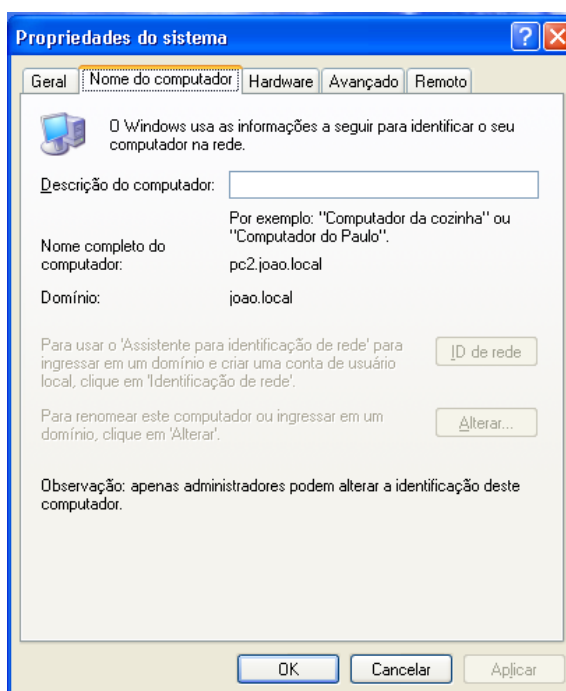 Propriedades do sistema
Geral Nome do computador Hardware Avançado Remoto
O Windows usa as informações a seguir para identificar o seu
computador na rede.
Descrição do computador:
Por exemplo: "Computador da cozinha" ou
"Computador do Paulo".
Nome completo do
computador:
pc2.joao.local
Domínio:
joao.local
Para usar o 'Assistente para identificação de rede' para
ingressar em um domínio e criar uma conta de usuário
local, clique em 'Identificação de rede'.
ID de rede
Para renomear este computador ou ingressar em um
domínio, clique em 'Alterar'.
Alterar...
Observação: apenas administradores podem alterar a identificação deste
computador.
OK Cancelar Aplicar